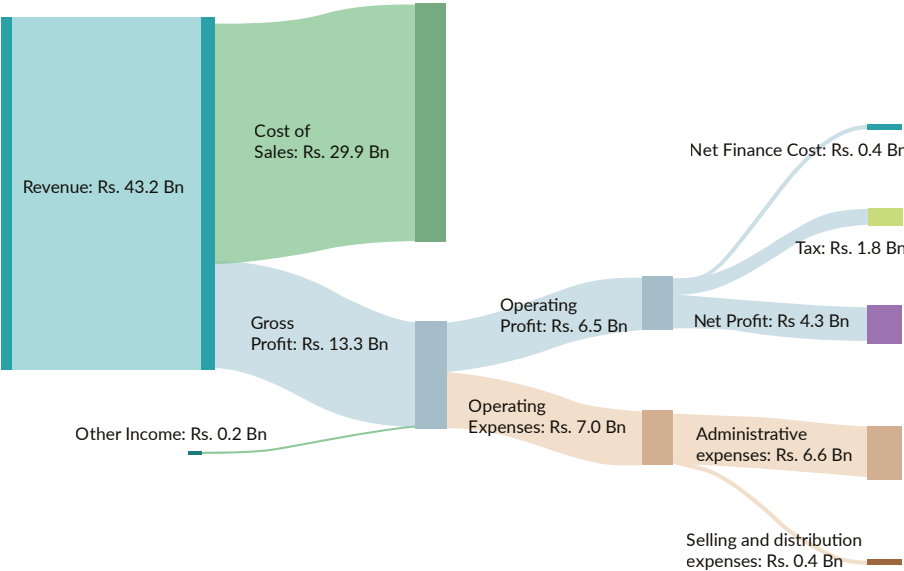 Cost of
Sales: Rs. 29.9 Bn
Net Finance Cost: Rs. 0.4 Bn
Revenue: Rs. 43.2 Bn
Tax: Rs. 1.8 Bn
Operating
Profit: Rs. 6.5 Bn
Gross
Profit: Rs. 13.3 Bn
Net Profit: Rs 4.3 Bn
Operating
Expenses: Rs. 7.0 Bn
Other Income: Rs. 0.2 Bn
Administrative
expenses: Rs. 6.6 Bn
Selling and distribution
expenses: Rs. 0.4 Bn